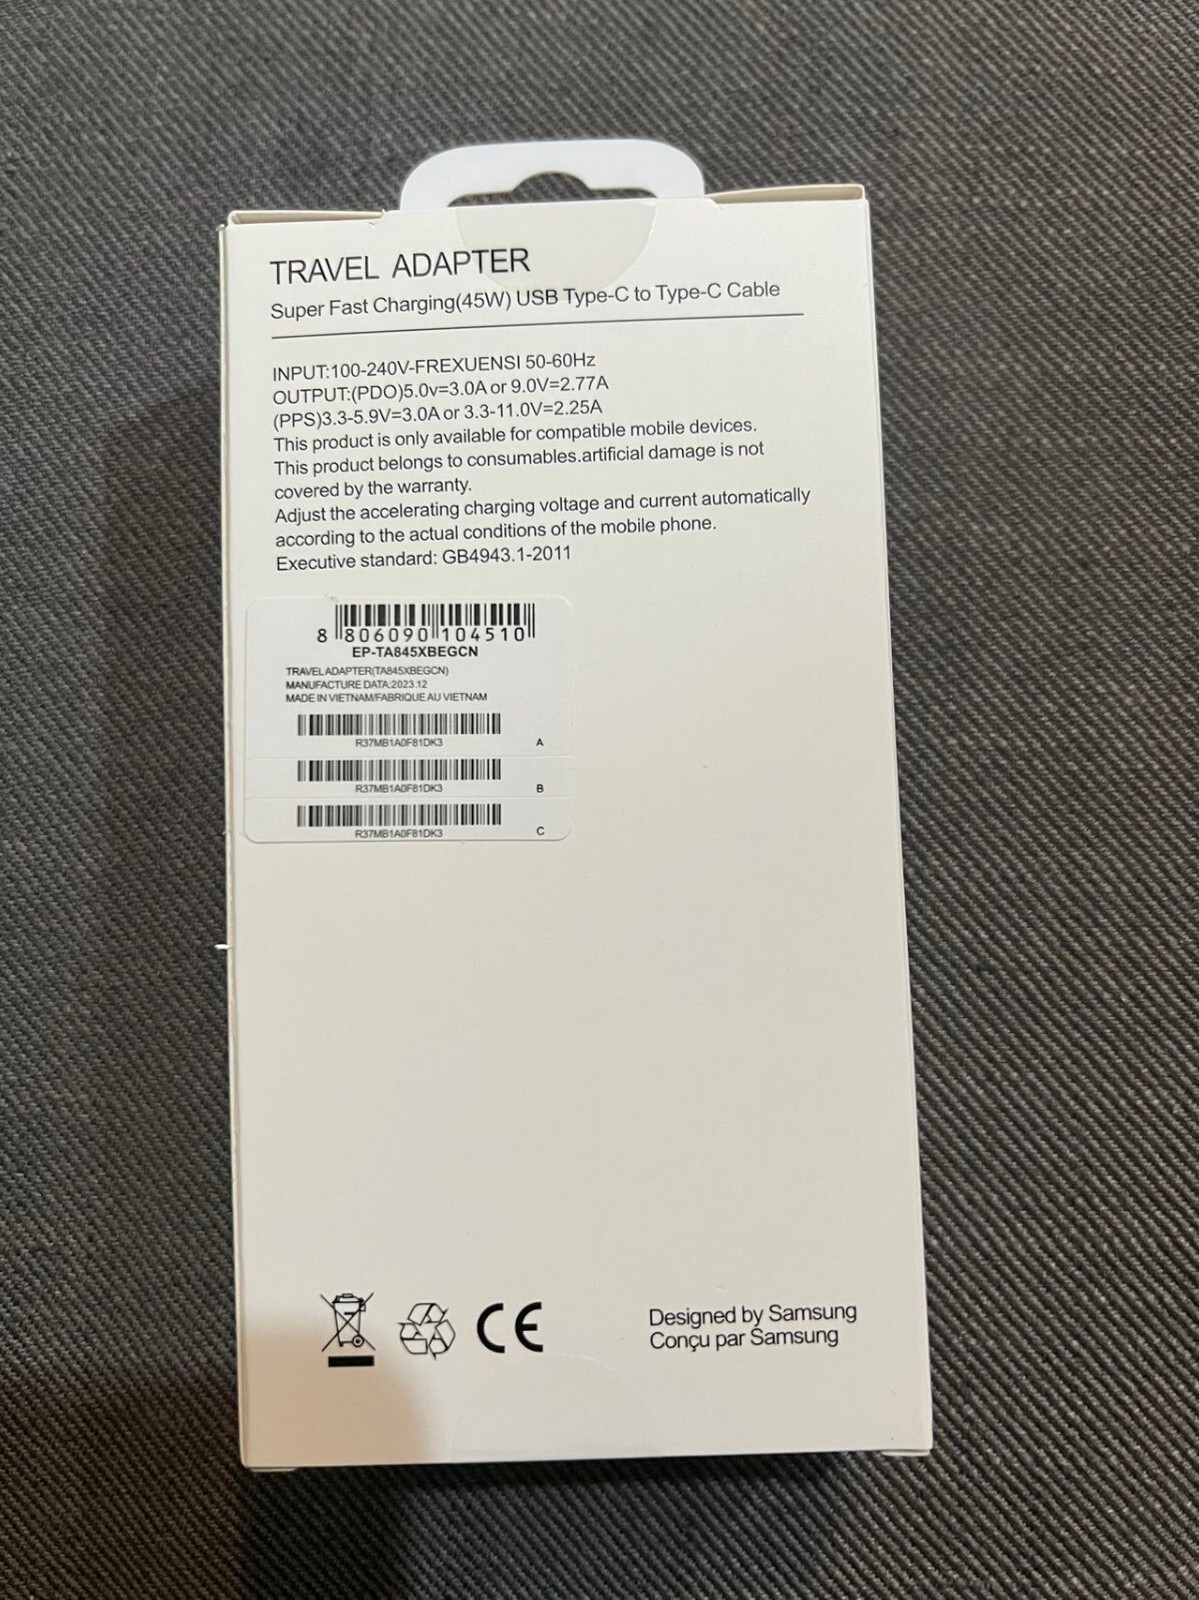 TRAVEL ADAPTER
Super Fast Charging(45W) USB Type-C to Type-C Cable
INPUT:100-240V-FREXUENSI 50-60Hz
OUTPUT:(PDO)5.0v=3.0A or 9.0V=2.77A
(PPS)3.3-5.9V=3.0A or 3.3-11.0V=2.25A
This product is only available for compatible mobile devices.
This product belongs to consumables.artificial damage is not
covered by the warranty.
Adjust the accelerating charging voltage and current automatically
according to the actual conditions of the mobile phone.
Executive standard: GB4943.1-2011
8 806090 104510
EP-TA845XBEGCN
TRAVEL ADAPTER(TA845XBEGCN)
MANUFACTURE DATA:2023.12
MADE IN VIETNAM/FABRIQUE AU VIETNAM
R37MB1A0F81DK3 A
R37MB1A0F81DK3 B
R37MB1A0F81DK3 C
CE
Designed by Samsung
Conçu par Samsung